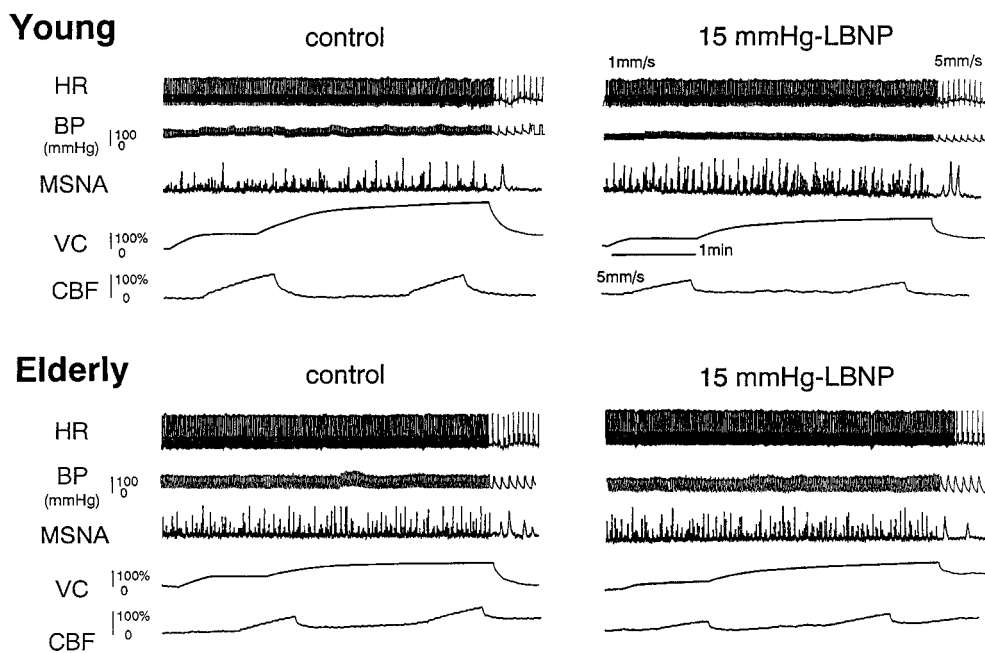 Young
control
15 mmHg-LBNP
1mm/s
5mm/s
HR
BP
(mmHg)
100
0
MSNA
VC
100%
0
1min
CBF
100%
0
5mm/s
Elderly
control
15 mmHg-LBNP
HR
BP
(mmHg)
100
0
MSNA
VC
100%
0
CBF
100%
0